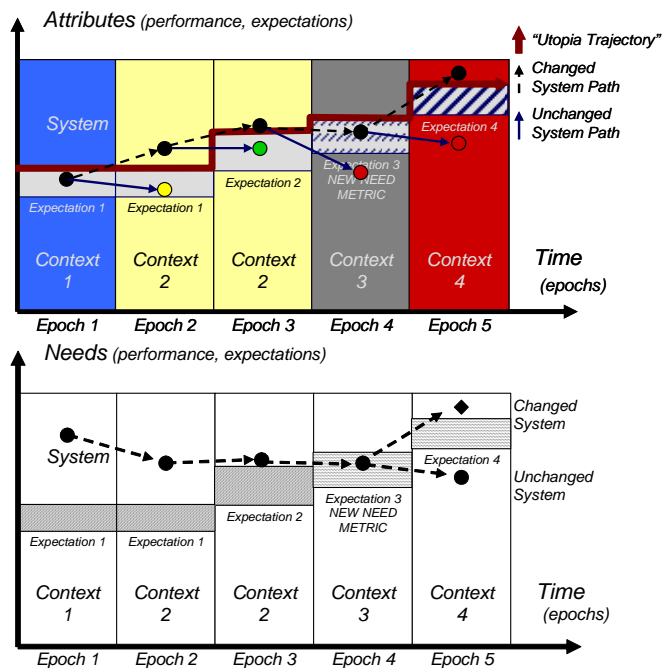 Attributes (performance, expectations)
“Utopia Trajectory”
Changed
System Path
Unchanged
System Path
System
Expectation 1
Expectation 1
Expectation 2
Expectation 3
NEW NEED
METRIC
Expectation 4
Context
1
Context
2
Context
2
Context
3
Context
4
Time
(epochs)
Epoch 1
Epoch 2
Epoch 3
Epoch 4
Epoch 5
Needs (performance, expectations)
Changed
System
Unchanged
System
System
Expectation 1
Expectation 1
Expectation 2
Expectation 3
NEW NEED
METRIC
Expectation 4
Context
1
Context
2
Context
2
Context
3
Context
4
Time
(epochs)
Epoch 1
Epoch 2
Epoch 3
Epoch 4
Epoch 5